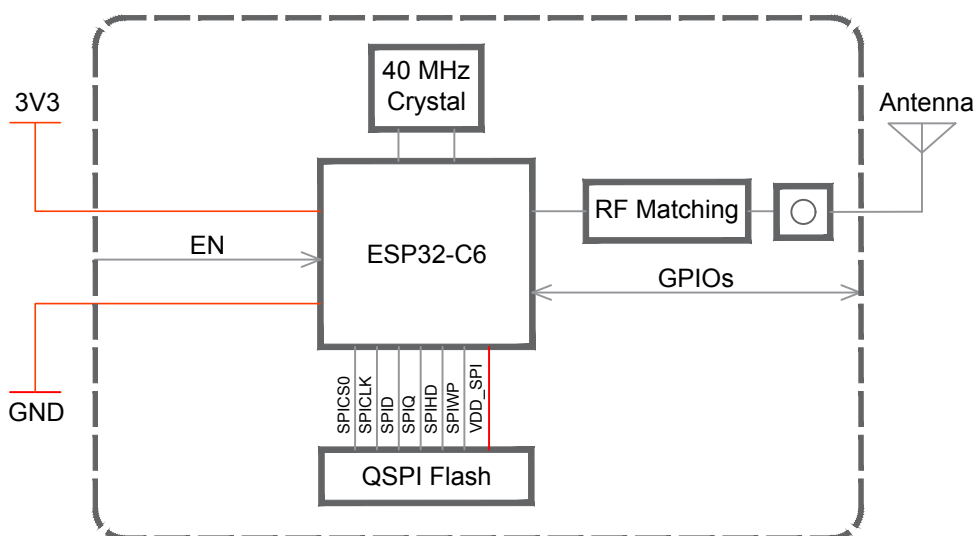 40 MHz
Crystal
3V3
Antenna
RF Matching
EN
ESP32-C6
GPIOs
SPICS0
SPICLK
SPID
SPIQ
SPIHD
SPIWP
VDD_SPI
GND
QSPI Flash